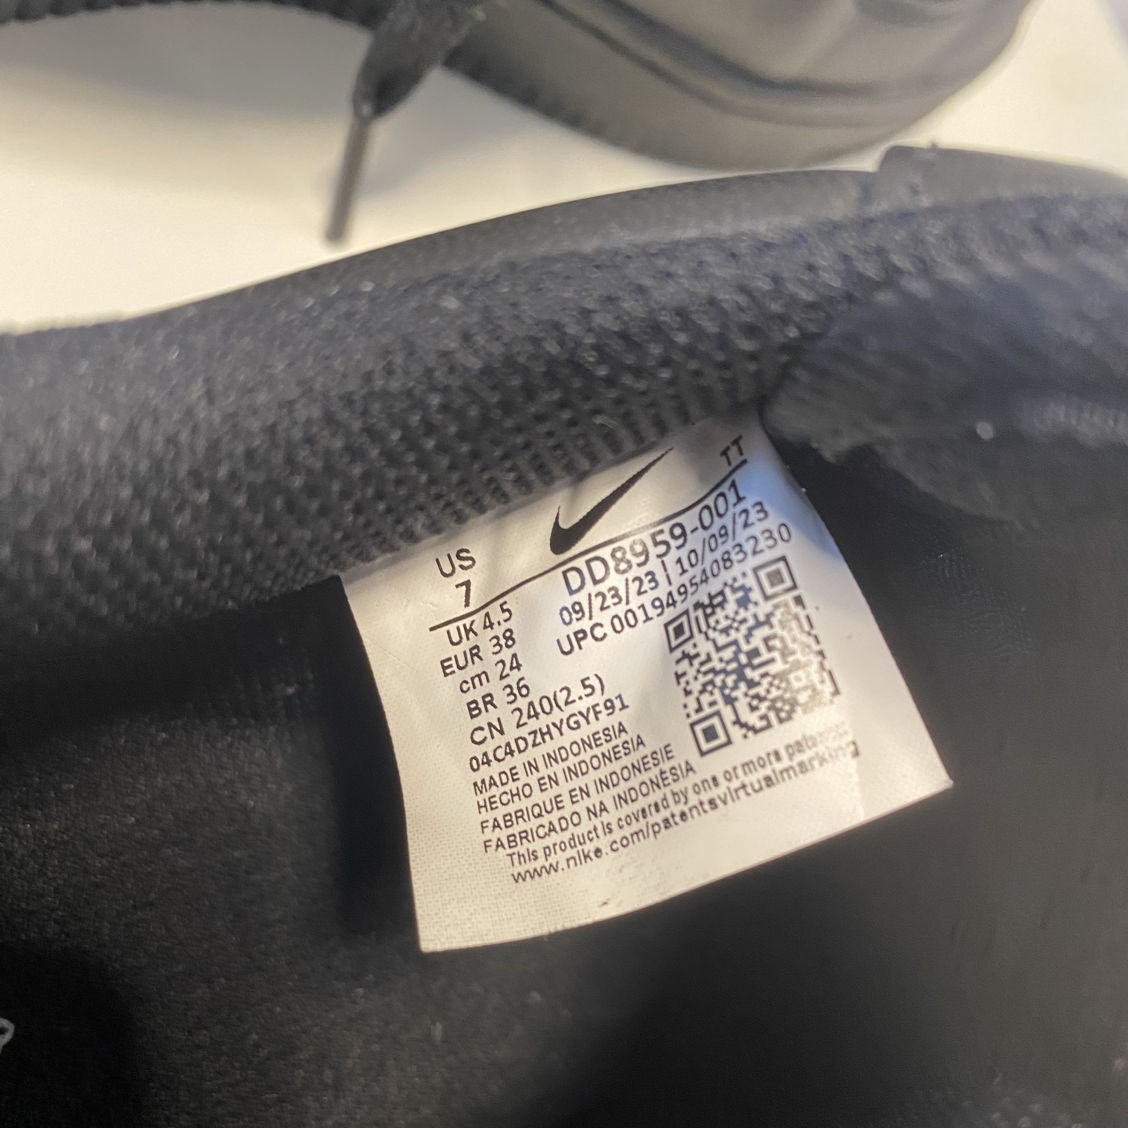 TT
US
7
UK 4.5
EUR 38
cm 24
BR 36
CN 240(2.5)
DD8959-001
09/23/23 | 10/09/23
UPC 00194954083230
04C4DZHYGYF91
MADE IN INDONESIA
HECHO EN INDONESIA
FABRIQUE EN INDONESIE
FABRICADO NA INDONÉSIA
This product is covered by one or more
www.nike.com/patentsvirtualmarking